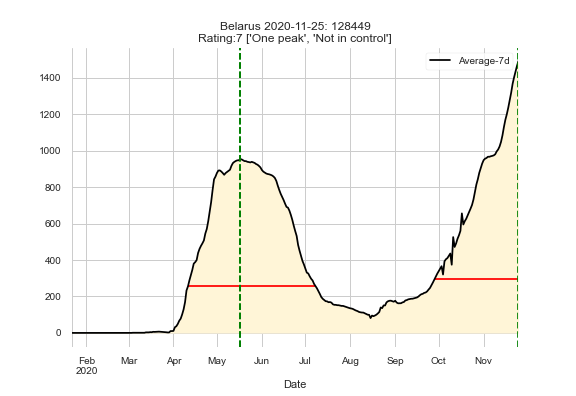 Belarus 2020-11-25: 128449
Rating:7 ['One peak', 'Not in control']
Average-7d
1400
1200
1000
800
600
400
200
0
Feb Mar Apr May Jun Jul Aug Sep Oct Nov
2020
Date